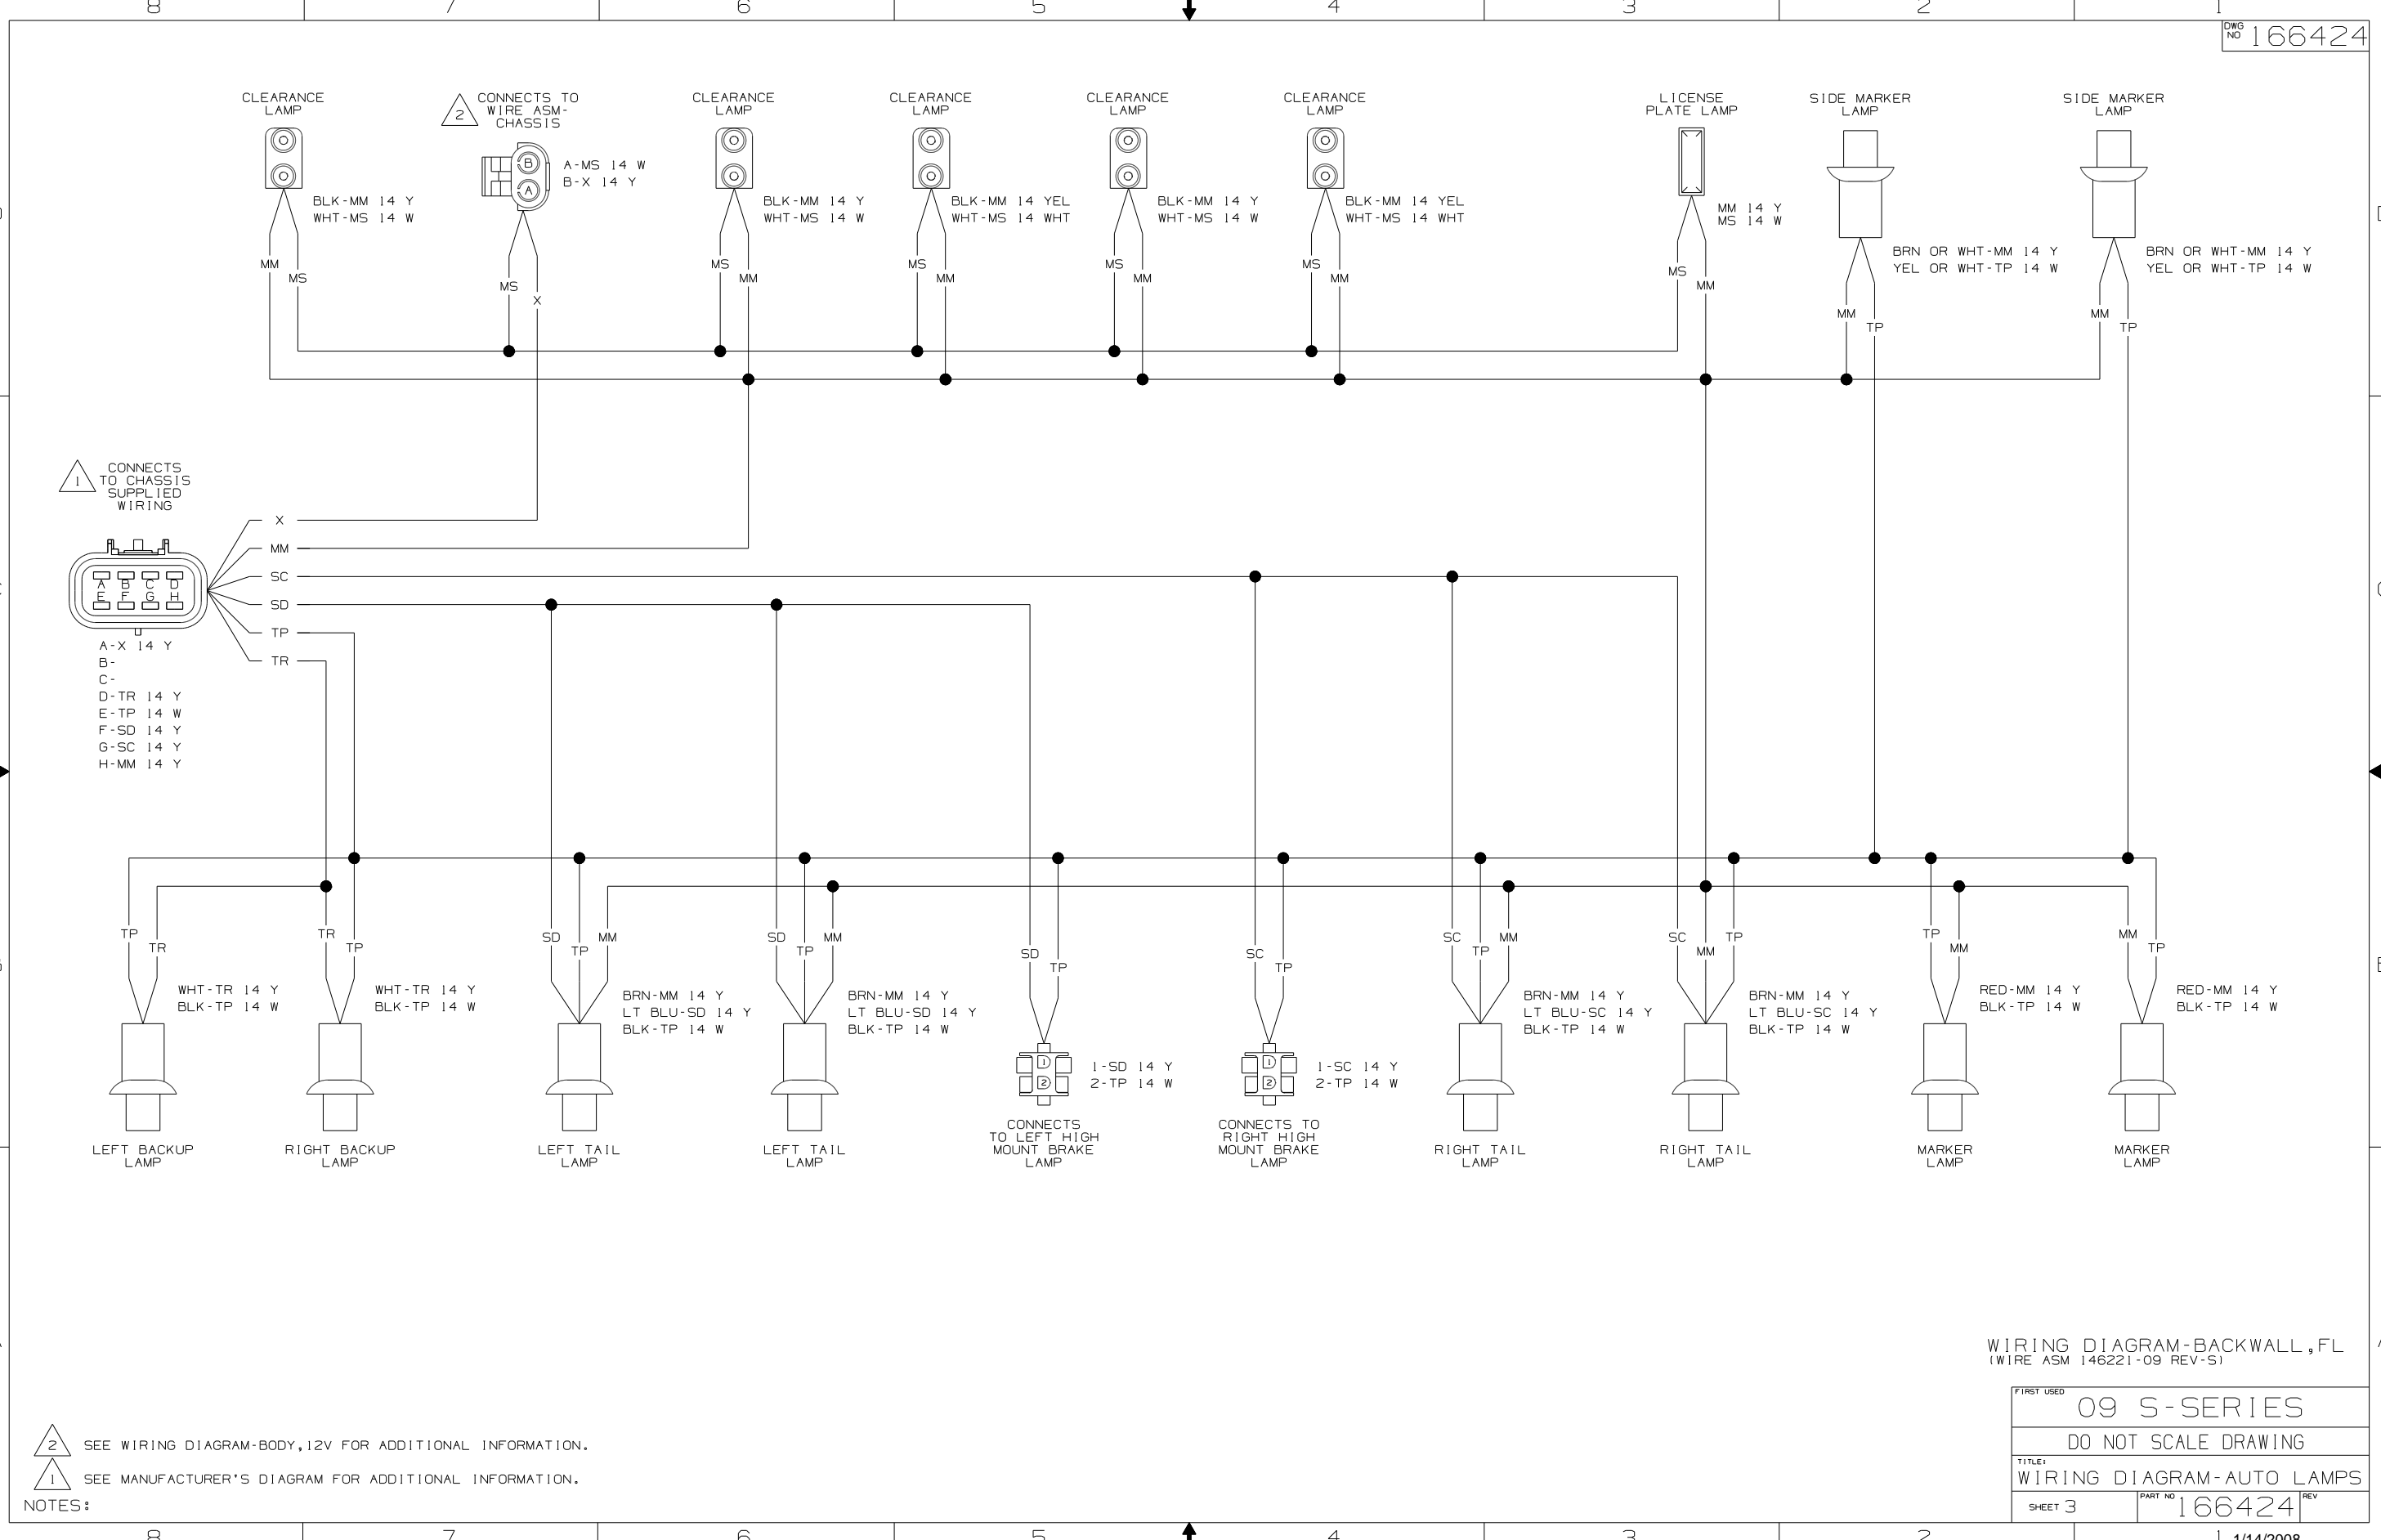 8 7 6 5 4 3 2 1
DWG
NO 166424
CLEARANCE
LAMP
2
CONNECTS TO
WIRE ASM-
CHASSIS
CLEARANCE
LAMP
CLEARANCE
LAMP
CLEARANCE
LAMP
CLEARANCE
LAMP
LICENSE
PLATE LAMP
SIDE MARKER
LAMP
SIDE MARKER
LAMP
B
A
A-MS 14 W
B-X 14 Y
BLK-MM 14 Y
WHT-MS 14 W
BLK-MM 14 Y
WHT-MS 14 W
BLK-MM 14 YEL
WHT-MS 14 WHT
BLK-MM 14 Y
WHT-MS 14 W
BLK-MM 14 YEL
WHT-MS 14 WHT
MM 14 Y
MS 14 W
BRN OR WHT-MM 14 Y
YEL OR WHT-TP 14 W
BRN OR WHT-MM 14 Y
YEL OR WHT-TP 14 W
MM MS
MS X
MS MM
MS MM
MS MM
MS MM
MS MM
MM TP
MM TP
1
CONNECTS
TO CHASSIS
SUPPLIED
WIRING
X
MM
SC
SD
TP
TR
A B C D
E F G H
A-X 14 Y
B-
C-
D-TR 14 Y
E-TP 14 W
F-SD 14 Y
G-SC 14 Y
H-MM 14 Y
TP TR
TR TP
SD TP MM
SD TP MM
SD TP
SC TP
SC TP MM
SC MM TP
TP MM
MM TP
WHT-TR 14 Y
BLK-TP 14 W
WHT-TR 14 Y
BLK-TP 14 W
BRN-MM 14 Y
LT BLU-SD 14 Y
BLK-TP 14 W
BRN-MM 14 Y
LT BLU-SD 14 Y
BLK-TP 14 W
1
2
1-SD 14 Y
2-TP 14 W
1
2
1-SC 14 Y
2-TP 14 W
BRN-MM 14 Y
LT BLU-SC 14 Y
BLK-TP 14 W
BRN-MM 14 Y
LT BLU-SC 14 Y
BLK-TP 14 W
RED-MM 14 Y
BLK-TP 14 W
RED-MM 14 Y
BLK-TP 14 W
LEFT BACKUP
LAMP
RIGHT BACKUP
LAMP
LEFT TAIL
LAMP
LEFT TAIL
LAMP
CONNECTS
TO LEFT HIGH
MOUNT BRAKE
LAMP
CONNECTS TO
RIGHT HIGH
MOUNT BRAKE
LAMP
RIGHT TAIL
LAMP
RIGHT TAIL
LAMP
MARKER
LAMP
MARKER
LAMP
WIRING DIAGRAM-BACKWALL,FL
(WIRE ASM 146221-09 REV-S)
FIRST USED
09 S-SERIES
DO NOT SCALE DRAWING
TITLE:
WIRING DIAGRAM-AUTO LAMPS
SHEET 3
PART NO 166424
REV
2 SEE WIRING DIAGRAM-BODY,12V FOR ADDITIONAL INFORMATION.
1 SEE MANUFACTURER'S DIAGRAM FOR ADDITIONAL INFORMATION.
NOTES:
8 7 6 5 4 3 2 1
1/14/2008